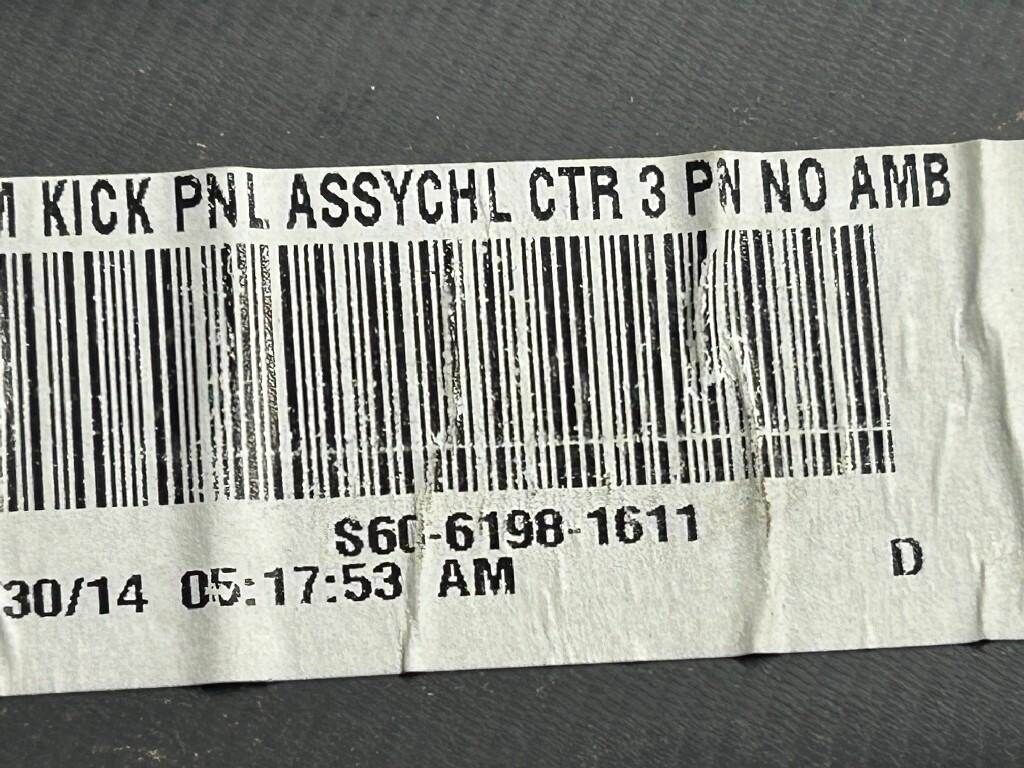 M KICK PNL ASSYCHL CTR 3 PN NO AMB
S60-6198-1611
30/14 05:17:53 AM
D